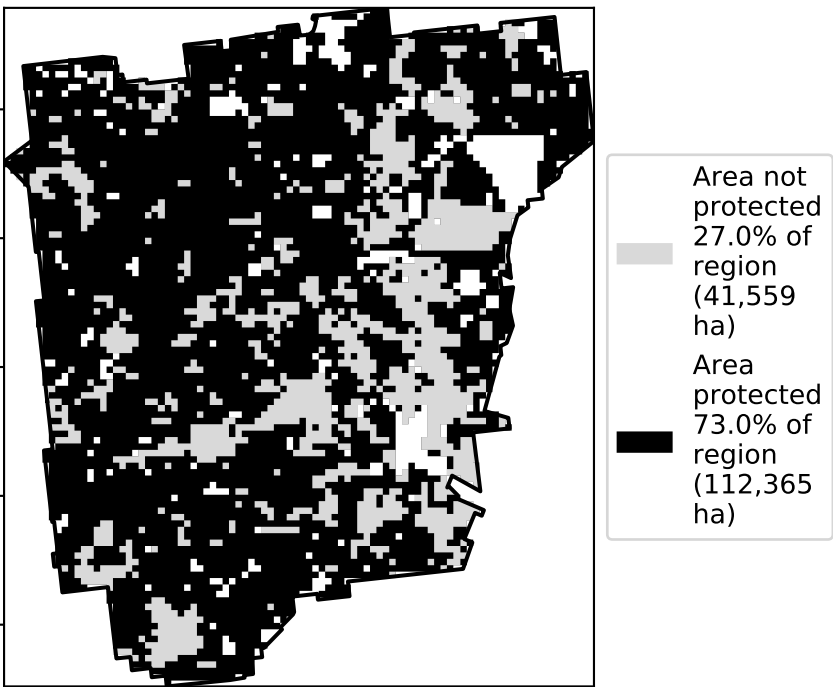 Area not
protected
27.0% of
region
(41,559
ha)
Area
protected
73.0% of
region
(112,365
ha)